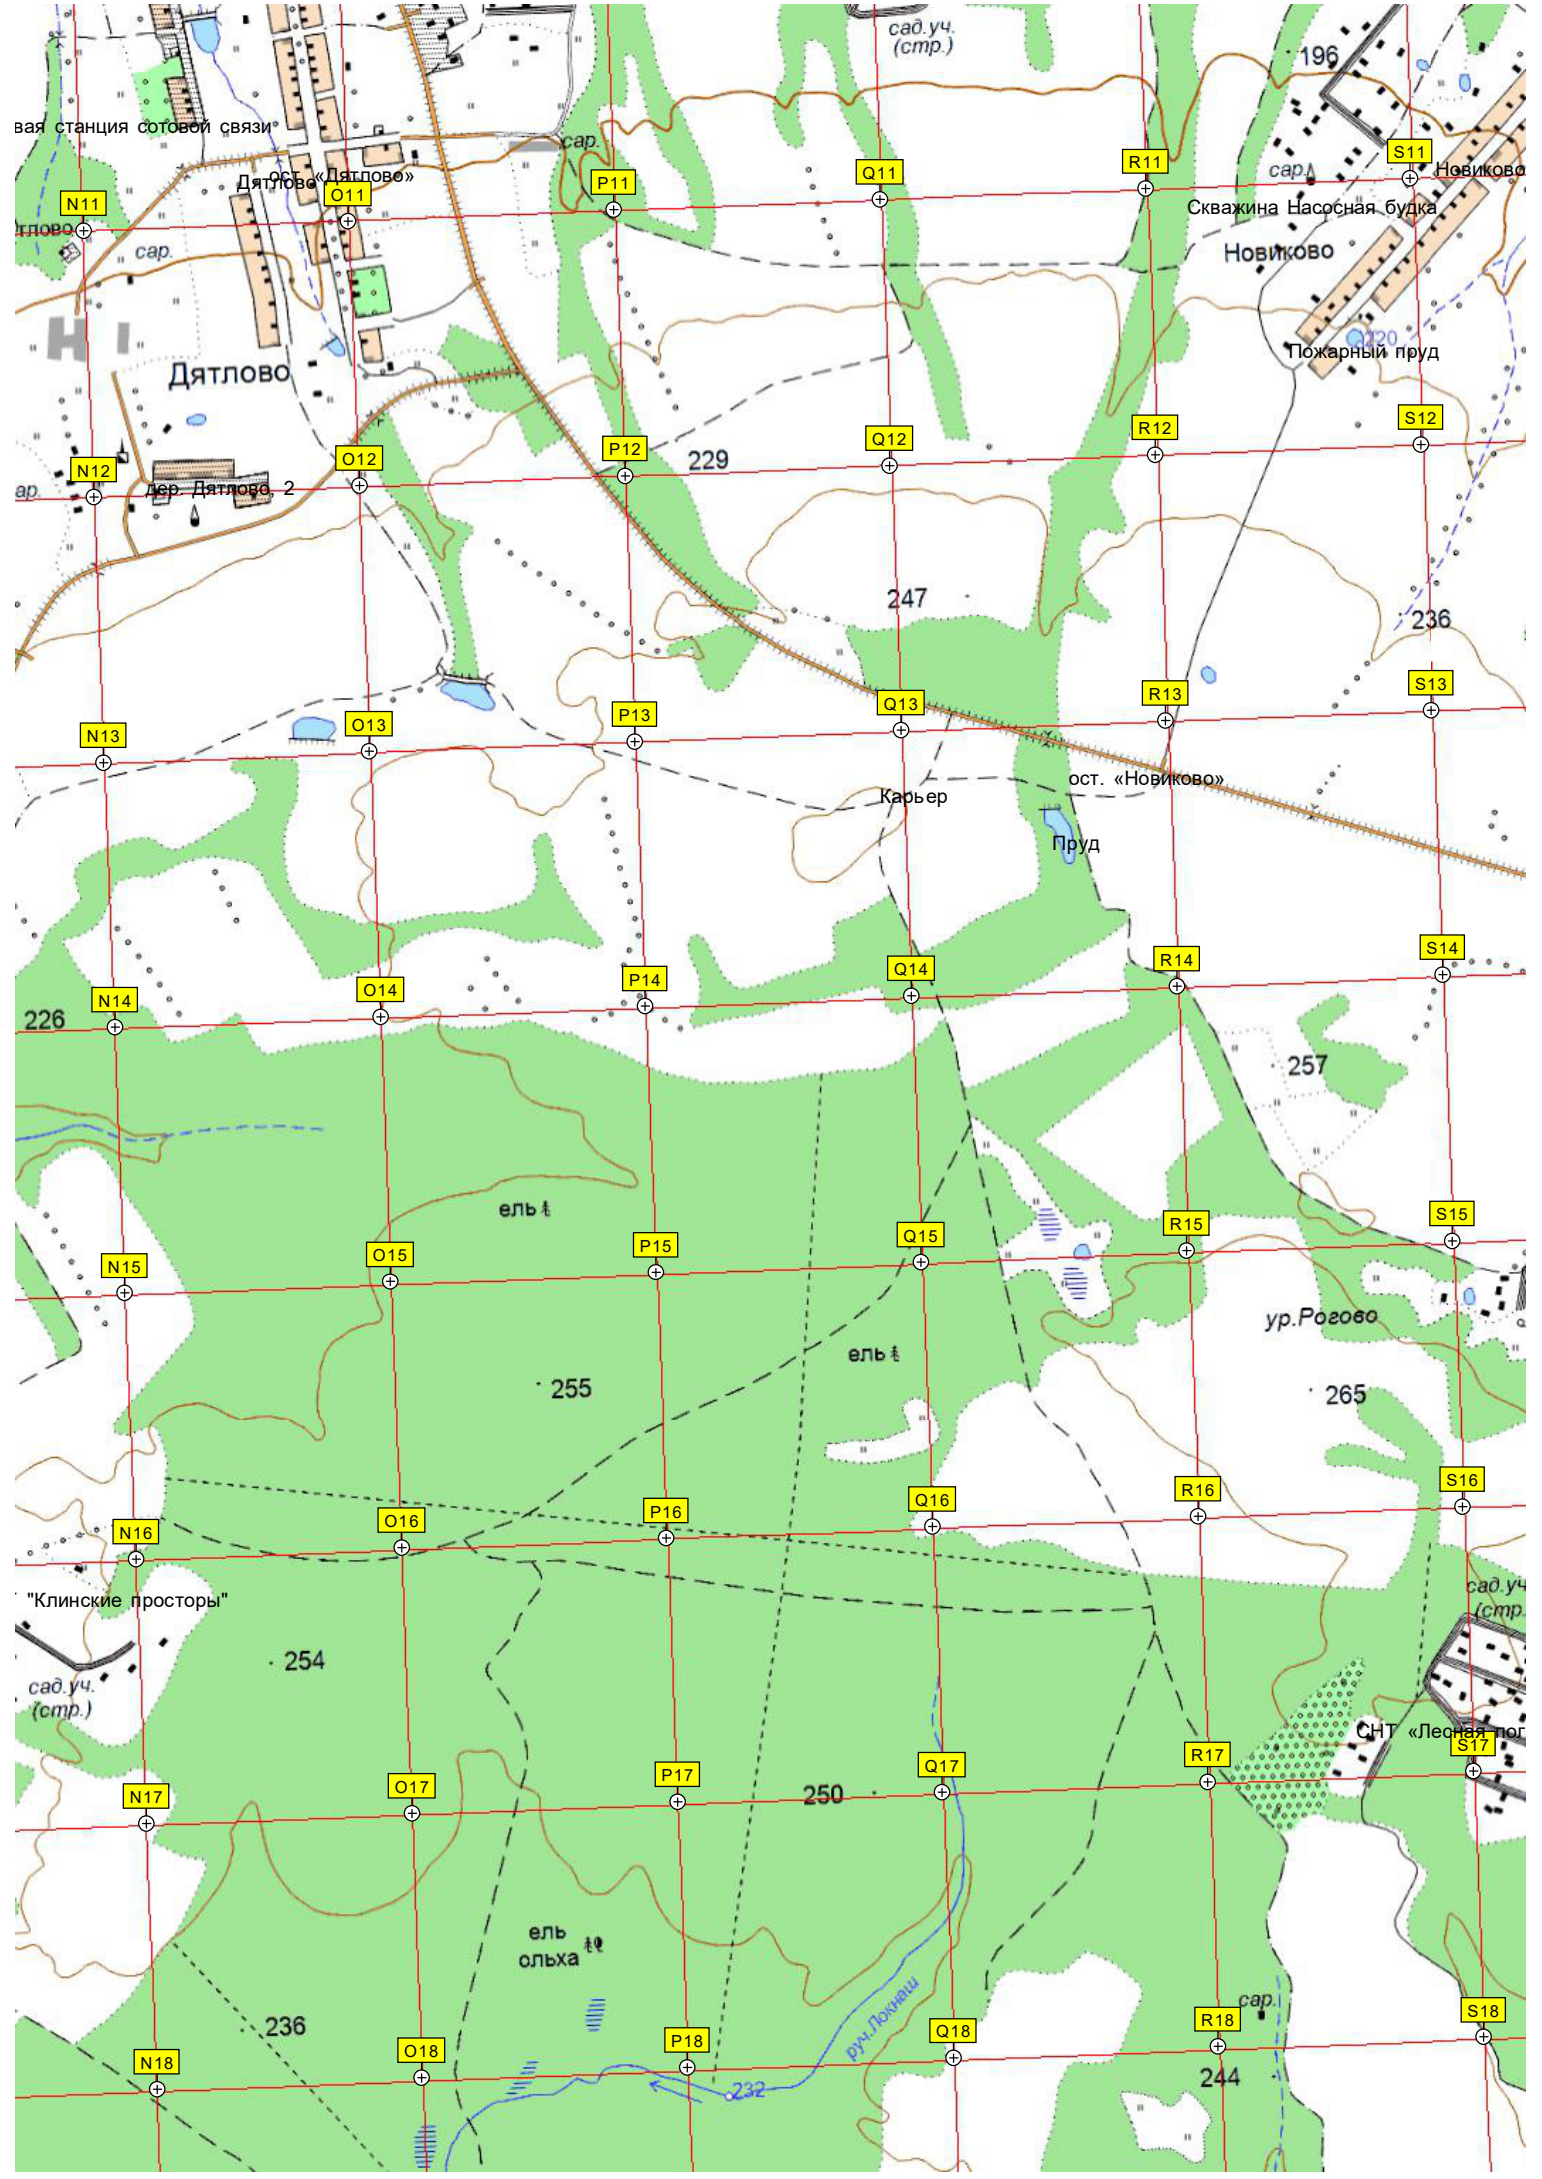 сад.уч.
(стр.)
196
вая станция сотовой связи
сар.
R11
S11
Дятлово
ост. «Дятлово»
P11
Q11
сар.
Новиково
N11
O11
Скважина Насосная будка
тлово
сар.
Новиково
220
Пожарный пруд
Дятлово
S12
R12
Q12
P12
229
O12
N12
ар.
дер. Дятлово, 2
247
236
S13
R13
Q13
P13
O13
N13
ост. «Новиково»
Карьер
Пруд
S14
R14
Q14
P14
O14
N14
226
257
ель
S15
R15
Q15
P15
O15
N15
ур.Рогово
ель
255
265
S16
R16
Q16
P16
O16
N16
"Клинские просторы"
сад.уч
(стр.
254
сад.уч.
(стр.)
СНТ «Лесная пол
S17
R17
Q17
P17
250
O17
N17
ель
ольха
руч.Локнаш
сар.
236
S18
R18
Q18
P18
O18
N18
232
244